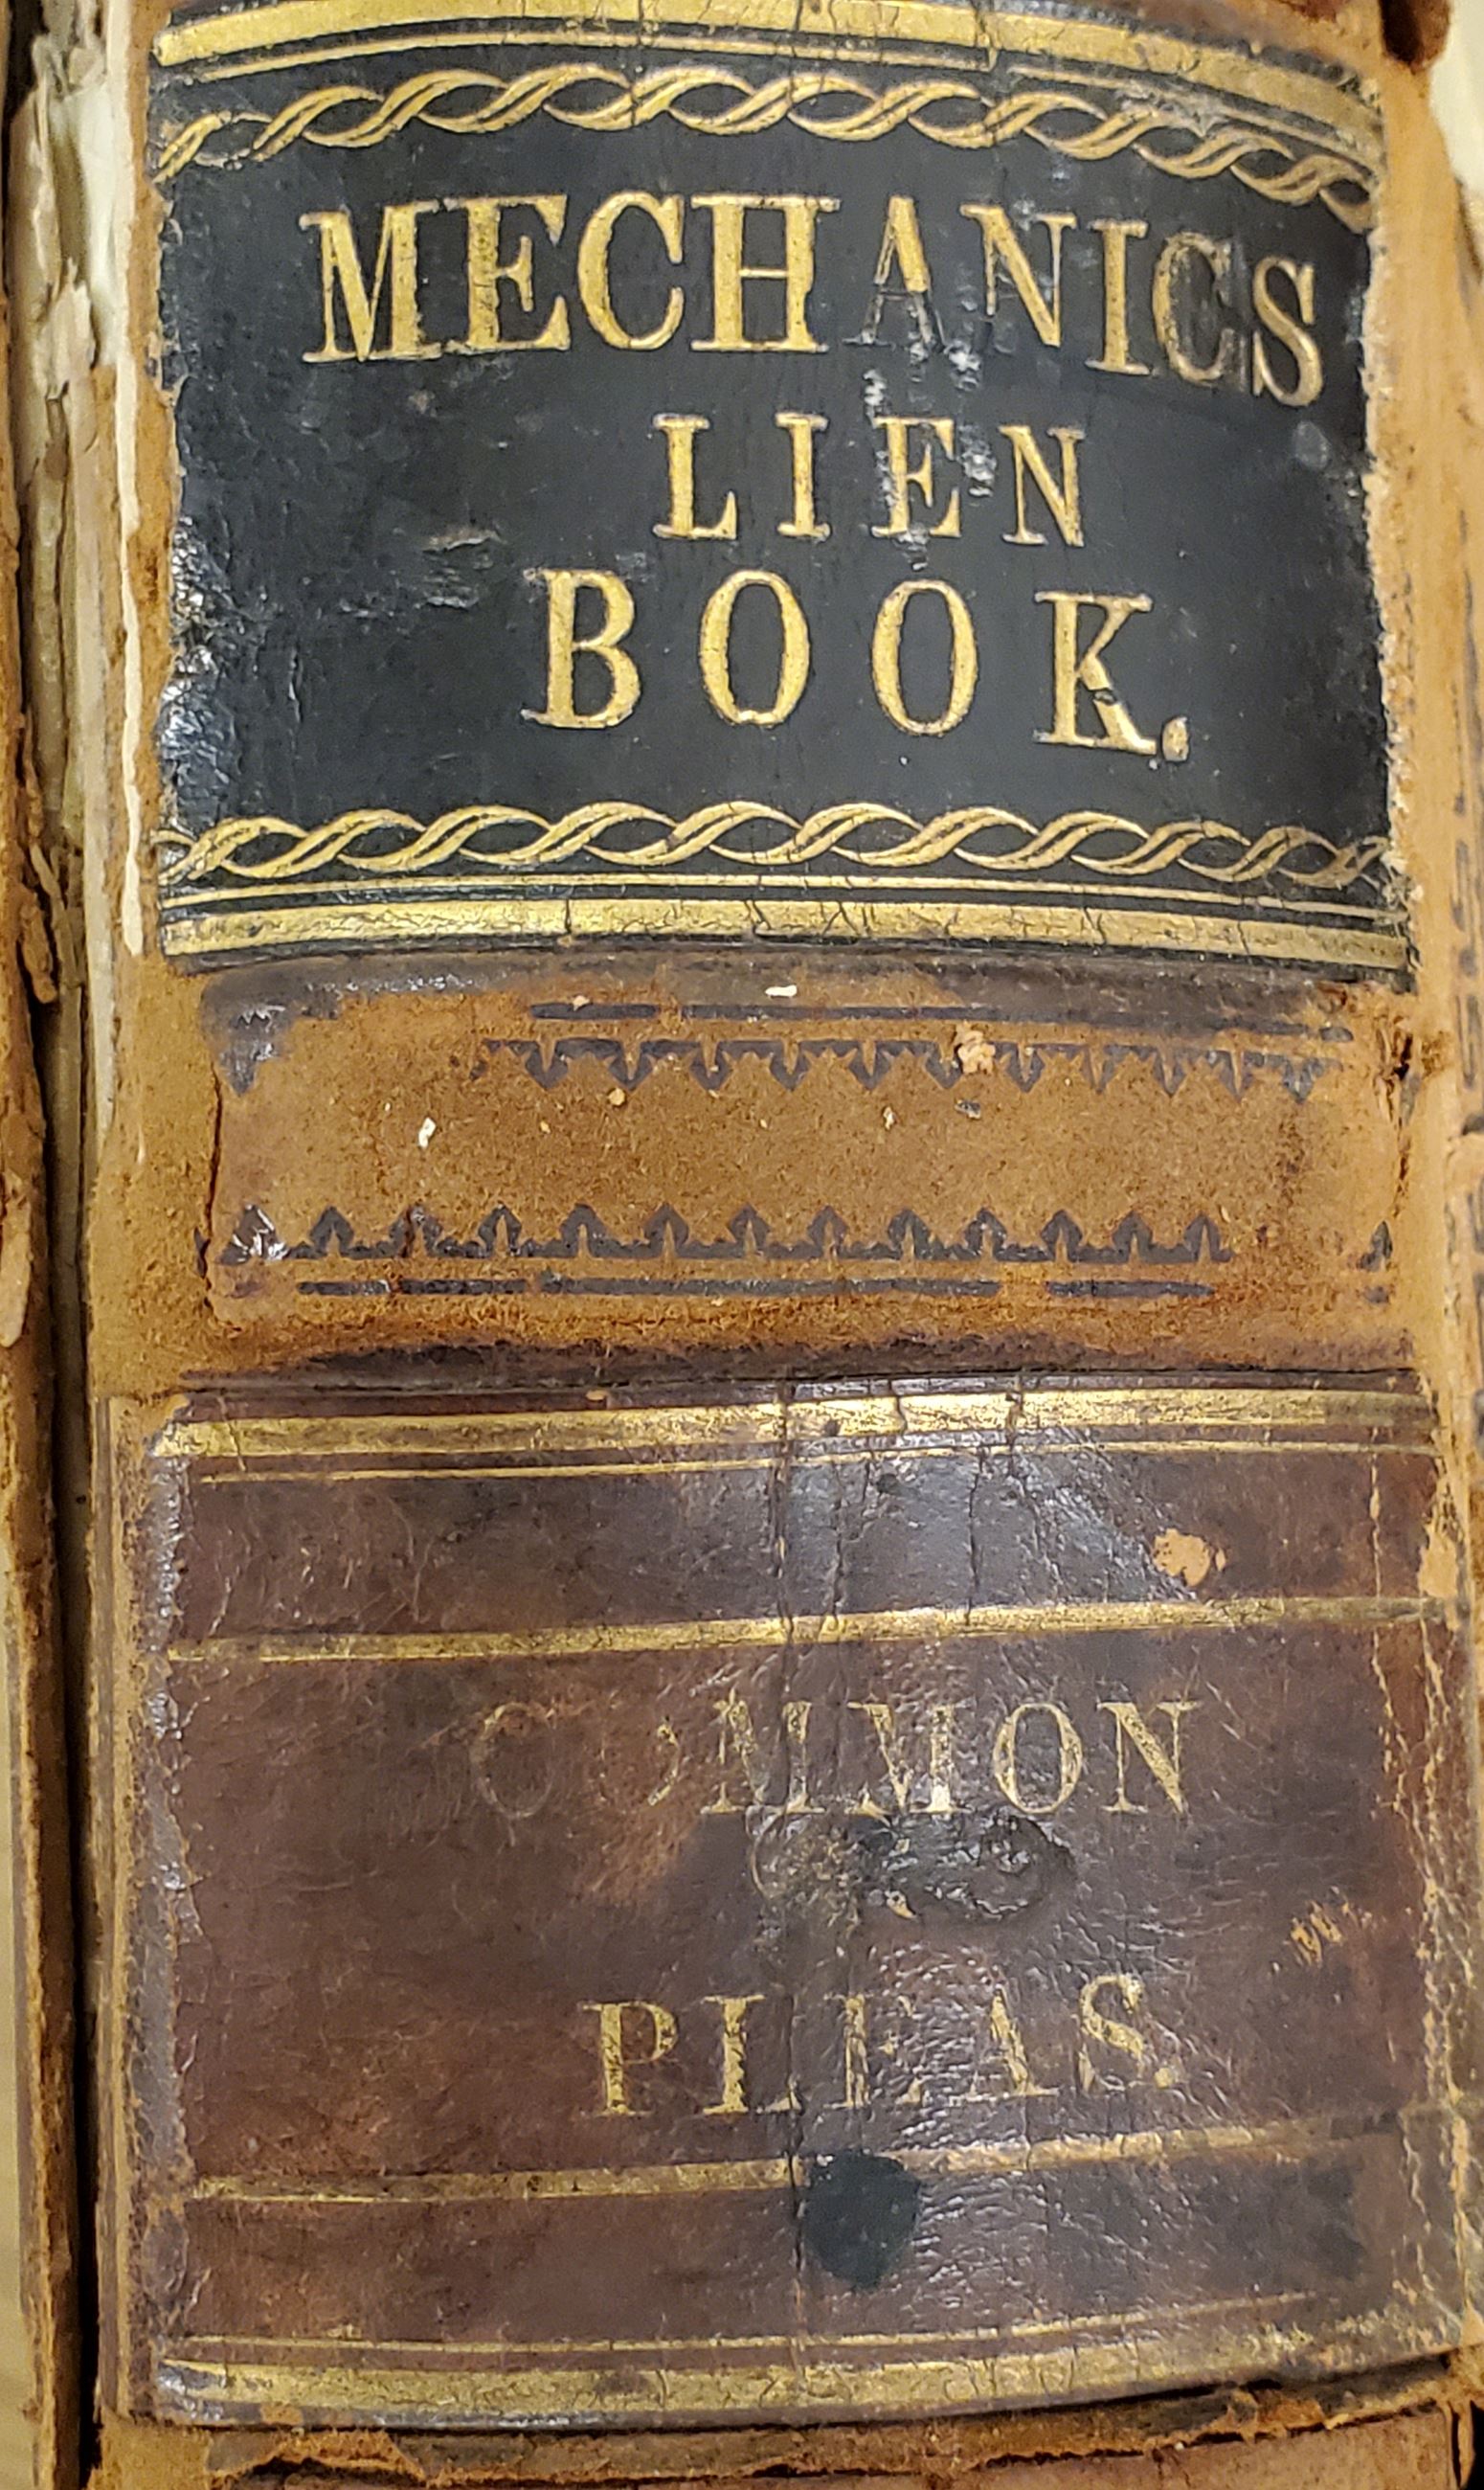 MECHANICS
LIEN
BOOK.
COMMON
PLEAS.